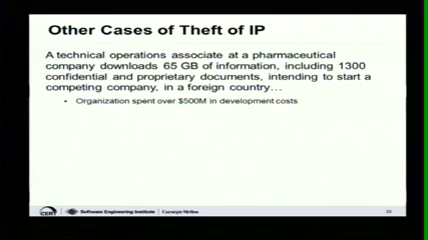 Other Cases of Theft of IP
A technical operations associate at a pharmaceutical
company downloads 65 GB of information, including 1300
confidential and proprietary documents, intending to start a
competing company, in a foreign country…
• Organization spent over $500M in development costs
CERT
Software Engineering Institute | Carnegie Mellon
23